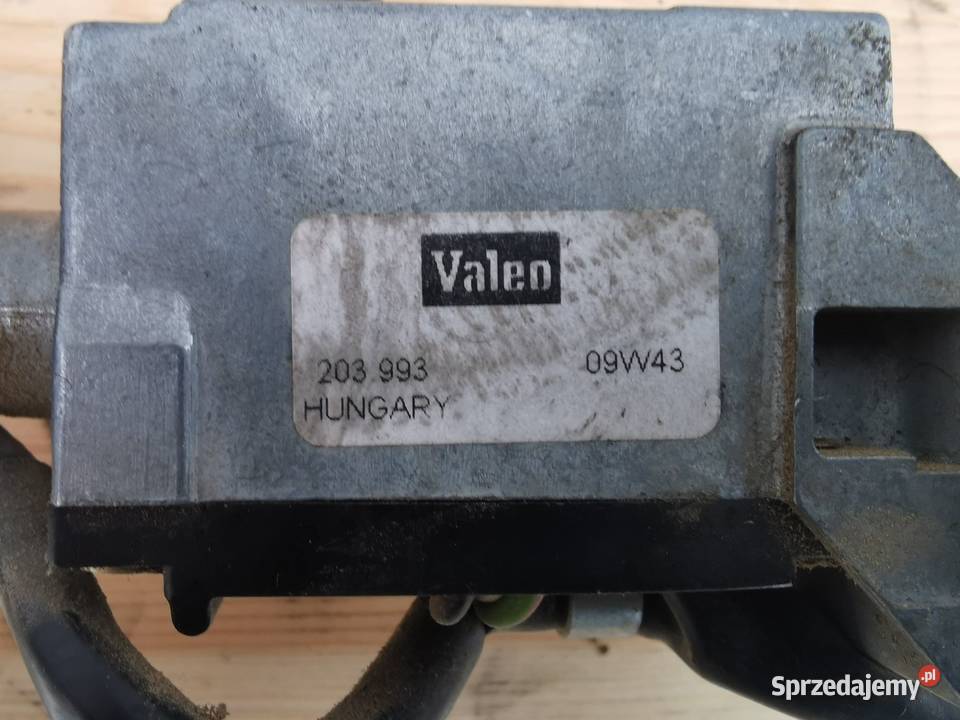 Valeo
203 993 09W43
HUNGARY
Sprzedajemy.pl